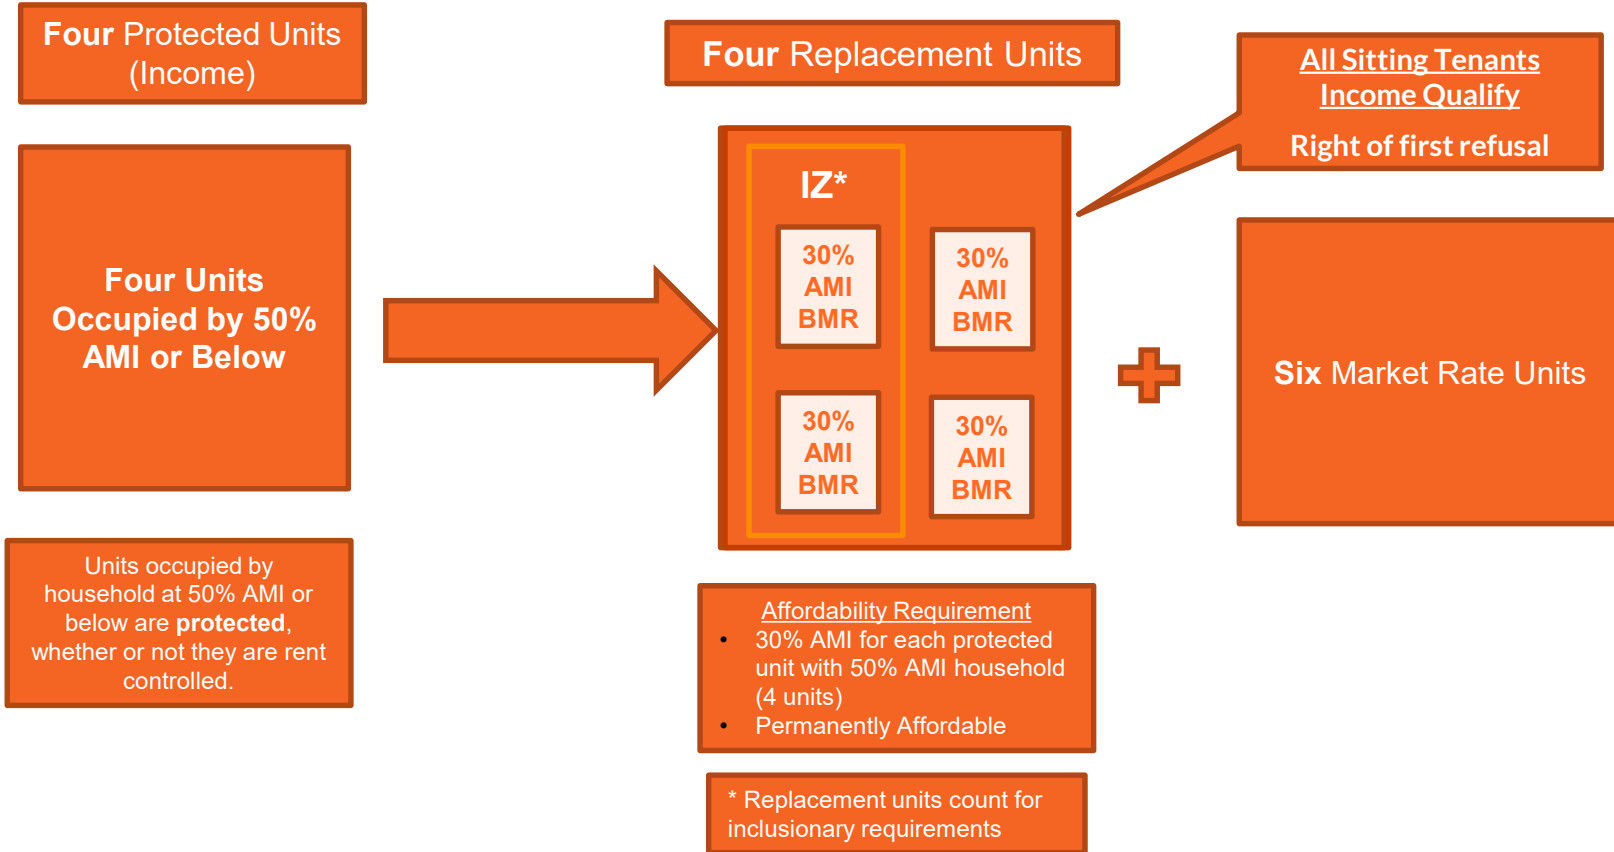 Four Protected Units
(Income)
Four Units
Occupied by 50%
AMI or Below
Units occupied by
household at 50% AMI or
below are protected,
whether or not they are rent
controlled.
Four Replacement Units
IZ*
30%
AMI
BMR
30%
AMI
BMR
30%
AMI
BMR
30%
AMI
BMR
Affordability Requirement
• 30% AMI for each protected
unit with 50% AMI household
(4 units)
• Permanently Affordable
* Replacement units count for
inclusionary requirements
All Sitting Tenants
Income Qualify
Right of first refusal
Six Market Rate Units